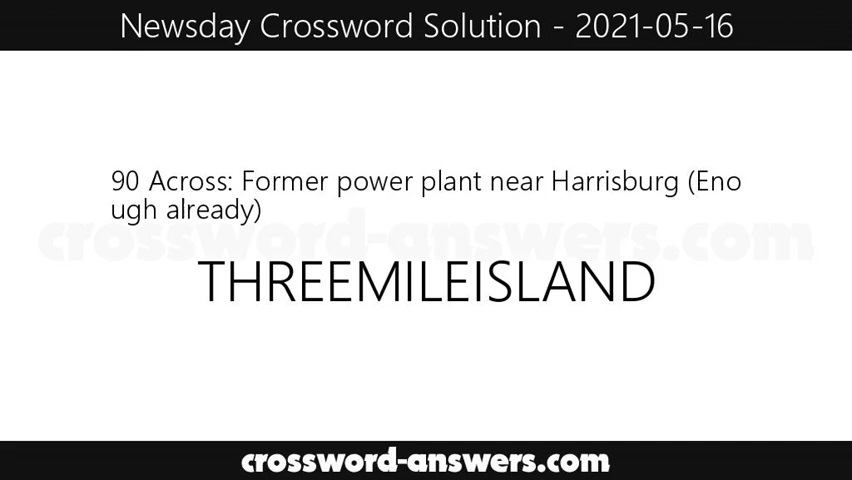 Newsday Crossword Solution - 2021-05-16
90 Across: Former power plant near Harrisburg (Eno
ugh already)
crossword-answers.com
THREEMILEISLAND
crossword-answers.com